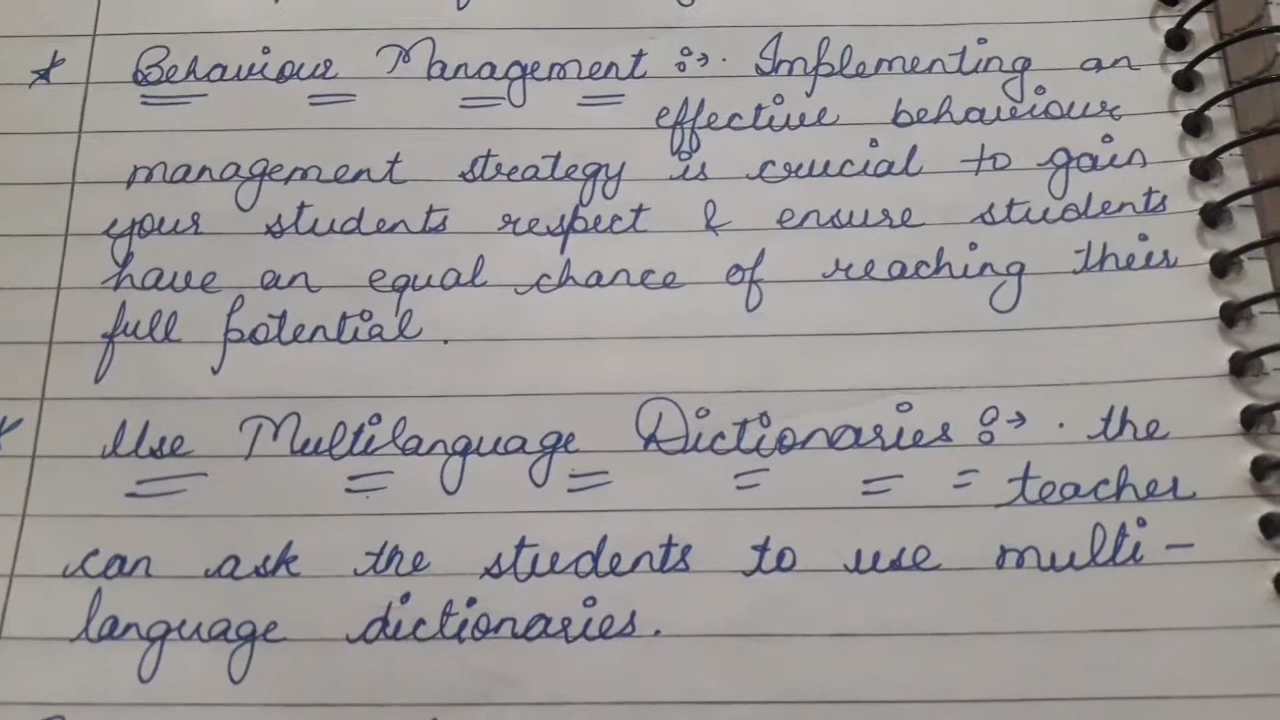 * Behaviour Management :→. Implementing an
effective behaviour
management strategy is crucial to gain
your students respect & ensure students
have an equal chance of reaching their
full potential.
Use Multilanguage Dictionaries :→. the
teacher
can ask the students to use multi-
language dictionaries.